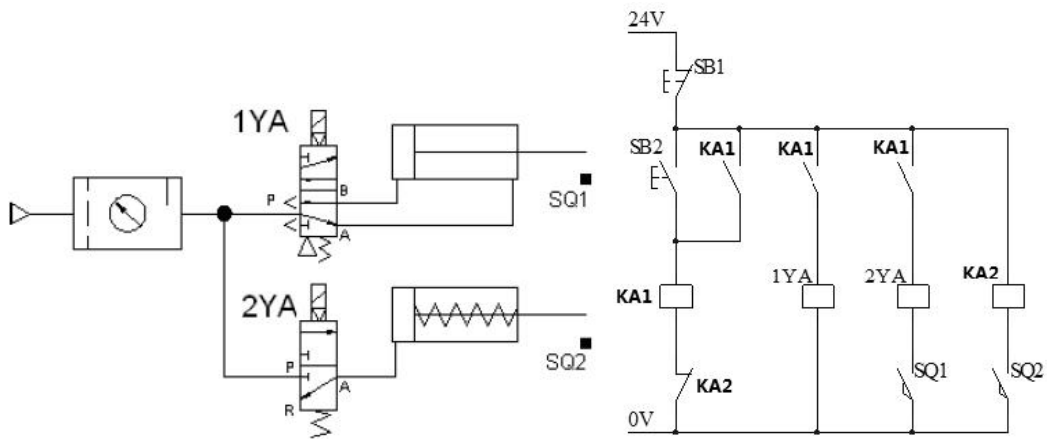 1YA
P
B
A
SQ1
2YA
P
A
R
SQ2
24V
SB1
SB2
KA1
KA1
KA1
KA1
1YA
2YA
KA2
KA2
SQ1
SQ2
0V